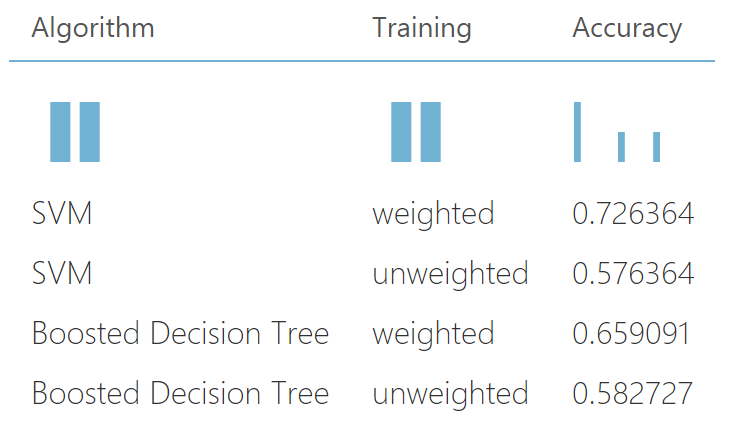 Algorithm Training Accuracy
SVM weighted 0.726364
SVM unweighted 0.576364
Boosted Decision Tree weighted 0.659091
Boosted Decision Tree unweighted 0.582727